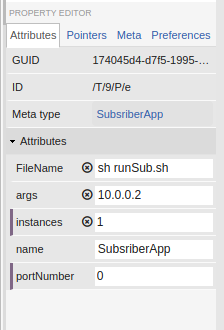 PROPERTY EDITOR
Attributes Pointers Meta Preferences
GUID 174045d4-d7f5-1995-...
ID /T/9/P/e
Meta type SubsriberApp
Attributes
FileName sh runSub.sh
args 10.0.0.2
instances 1
name SubsriberApp
portNumber 0